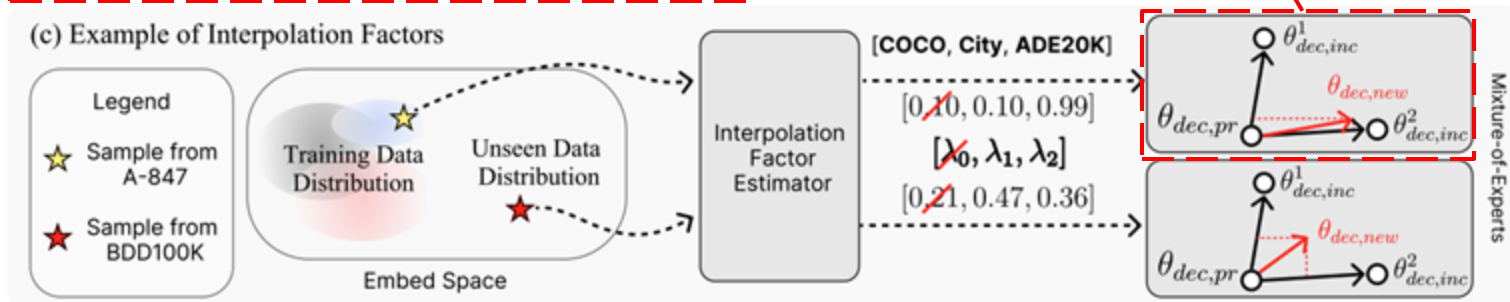 (c) Example of Interpolation Factors
Legend
Sample from
A-847
Sample from
BDD100K
Training Data
Distribution
Unseen Data
Distribution
Embed Space
Interpolation
Factor
Estimator
[COCO, City, ADE20K]
[0.10, 0.10, 0.99]
[λ₀, λ₁, λ₂]
[0.21, 0.47, 0.36]
θ¹dec,inc
θdec,new
θdec,pr
θ²dec,inc
θ¹dec,inc
θdec,new
θdec,pr
θ²dec,inc
Mixture-of-Experts